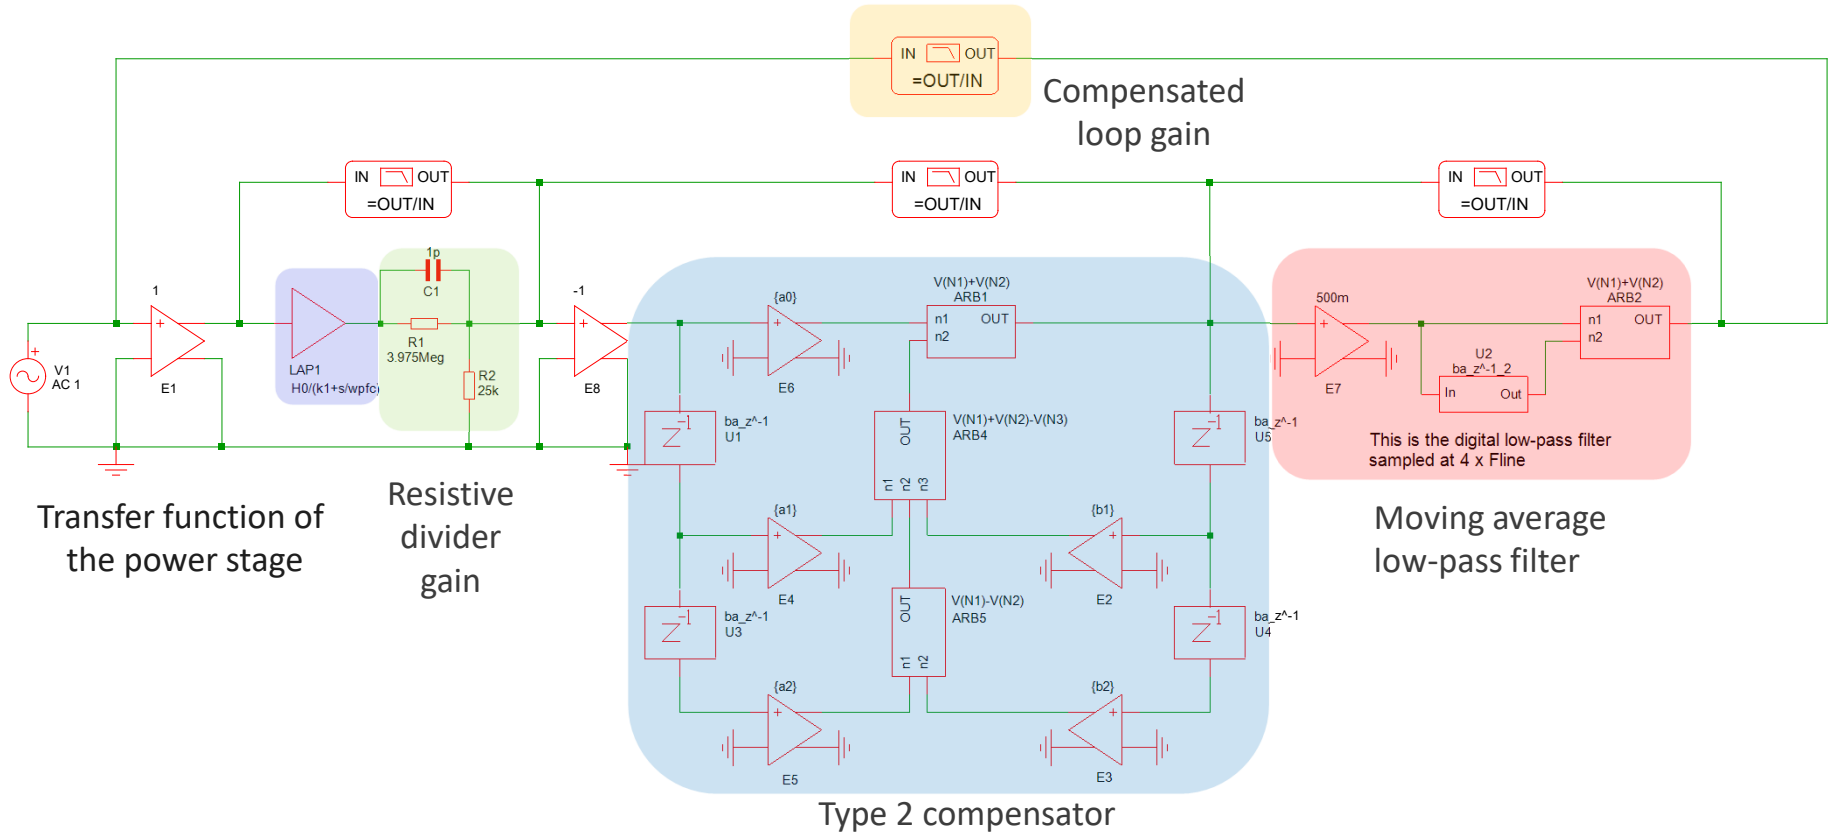 IN OUT
=OUT/IN
Compensated
loop gain
IN OUT
=OUT/IN
IN OUT
=OUT/IN
IN OUT
=OUT/IN
1p
C1
R1
3.975Meg
R2
25k
LAP1
H0/(k1+s/wpfc)
1
+
E1
V1
AC 1
+
-1
+
E8
{a0}
+
E6
V(N1)+V(N2)
ARB1
n1
n2
OUT
500m
+
E7
V(N1)+V(N2)
ARB2
n1
n2
OUT
U2
ba_z^-1_2
In Out
This is the digital low-pass filter
sampled at 4 x Fline
Z-1
ba_z^-1
U1
V(N1)+V(N2)-V(N3)
ARB4
OUT
n1
n2
n3
Z-1
ba_z^-1
U5
Transfer function of
the power stage
Resistive
divider
gain
Moving average
low-pass filter
{a1}
+
E4
{b1}
+
E2
Z-1
ba_z^-1
U3
V(N1)-V(N2)
ARB5
OUT
n1
n2
Z-1
ba_z^-1
U4
{a2}
+
E5
{b2}
+
E3
Type 2 compensator